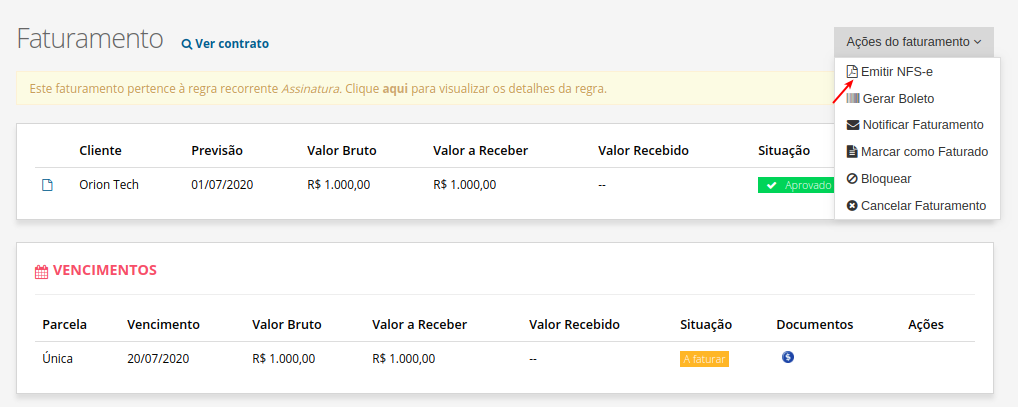 Faturamento Ver contrato Ações do faturamento
Este faturamento pertence à regra recorrente Assinatura. Clique aqui para visualizar os detalhes da regra.
Emitir NFS-e
Gerar Boleto
Notificar Faturamento
Marcar como Faturado
Bloquear
Cancelar Faturamento
Cliente Previsão Valor Bruto Valor a Receber Valor Recebido Situação
Orion Tech 01/07/2020 R$ 1.000,00 R$ 1.000,00 -- Aprovado
VENCIMENTOS
Parcela Vencimento Valor Bruto Valor a Receber Valor Recebido Situação Documentos Ações
Única 20/07/2020 R$ 1.000,00 R$ 1.000,00 -- A faturar